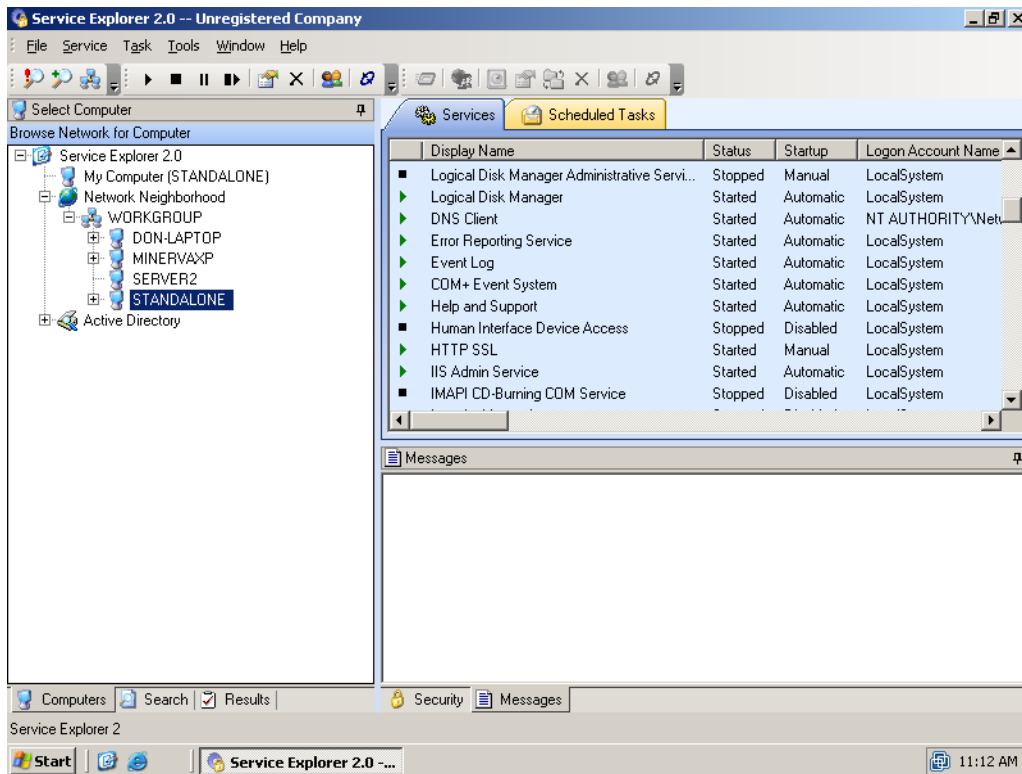 Service Explorer 2.0 -- Unregistered Company
File Service Task Tools Window Help
Select Computer
Browse Network for Computer
Service Explorer 2.0
My Computer (STANDALONE)
Network Neighborhood
WORKGROUP
DON-LAPTOP
MINERVAXP
SERVER2
STANDALONE
Active Directory
Services Scheduled Tasks
Display Name Status Startup Logon Account Name
Logical Disk Manager Administrative Servi... Stopped Manual LocalSystem
Logical Disk Manager Started Automatic LocalSystem
DNS Client Started Automatic NT AUTHORITY\Netw
Error Reporting Service Started Automatic LocalSystem
Event Log Started Automatic LocalSystem
COM+ Event System Started Automatic LocalSystem
Help and Support Started Automatic LocalSystem
Human Interface Device Access Stopped Disabled LocalSystem
HTTP SSL Started Manual LocalSystem
IIS Admin Service Started Automatic LocalSystem
IMAPI CD-Burning COM Service Stopped Disabled LocalSystem
Messages
Computers Search Results
Security Messages
Service Explorer 2
Start Service Explorer 2.0 -... 11:12 AM